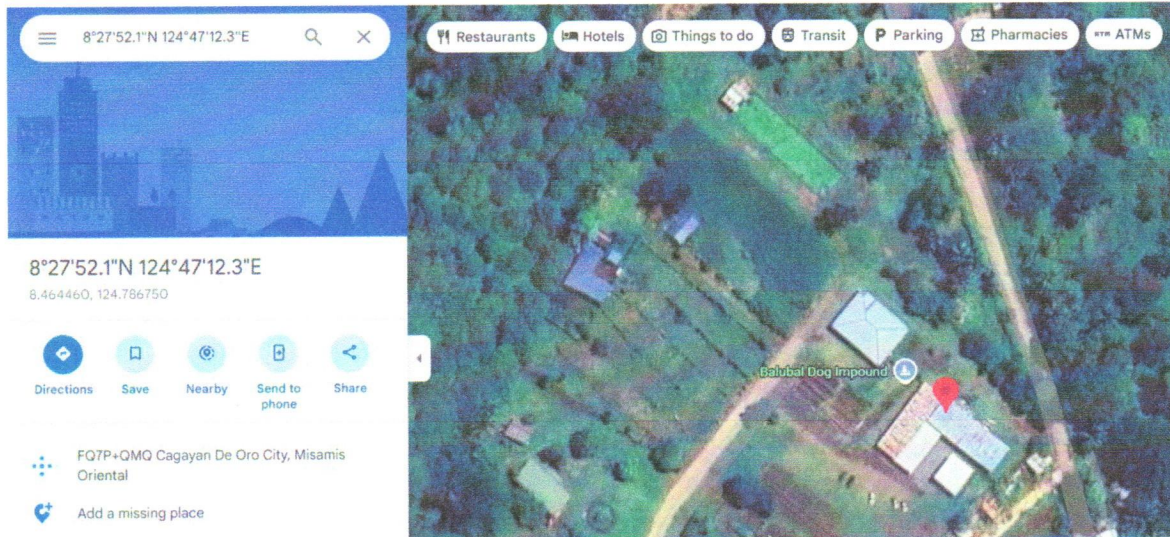 8°27'52.1"N 124°47'12.3"E
Restaurants
Hotels
Things to do
Transit
Parking
Pharmacies
ATMs
8°27'52.1"N 124°47'12.3"E
8.464460, 124.786750
Directions
Save
Nearby
Send to
phone
Share
FQ7P+QMQ Cagayan De Oro City, Misamis
Oriental
Add a missing place
Balubal Dog Impound